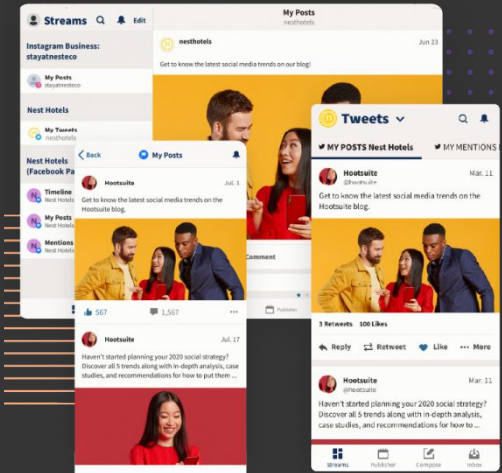 Streams
Edit
Instagram Business:
stayatnesteco
My Posts
stayatnesteco
Nest Hotels
My Tweets
nesthotels
Nest Hotels
(Facebook Pa
Timeline
Nest Hotels
My Posts
Nest Hotels
Mentions
Nest Hotels
My Posts
nesthotels
nesthotels
Jun 23
Get to know the latest social media trends on our blog!
Comment
Publisher
Back
My Posts
Hootsuite
Jul. 1
Get to know the latest social media trends on the
Hootsuite blog.
567
1,567
Hootsuite
Jul. 17
Haven't started planning your 2020 social strategy?
Discover all 5 trends along with in-depth analysis, case
studies, and recommendations for how to put them ...
Tweets
MY POSTS Nest Hotels
MY MENTIONS
Hootsuite
Mar. 11
@hootsuite
Get to know the latest social media trends on the
Hootsuite blog.
3 Retweets 100 Likes
Reply
Retweet
Like
More
Hootsuite
Mar. 11
@hootsuite
Haven't started planning your 2020 social strategy?
Discover all 5 trends along with in-depth analysis,
case studies, and recommendations for how to ...
Streams
Publisher
Compose
Inbox